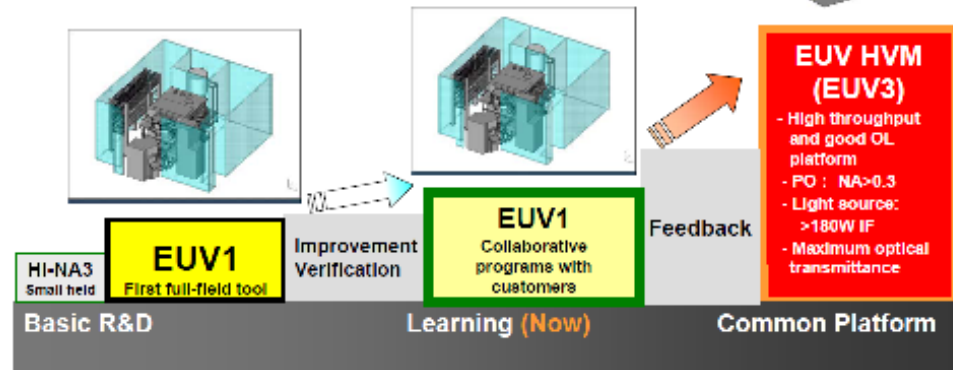 HI-NA3
Small field
EUV1
First full-field tool
Improvement
Verification
EUV1
Collaborative
programs with
customers
Feedback
EUV HVM
(EUV3)
- High throughput
and good OL
platform
- PO : NA>0.3
- Light source:
>180W IF
- Maximum optical
transmittance
Basic R&D
Learning (Now)
Common Platform